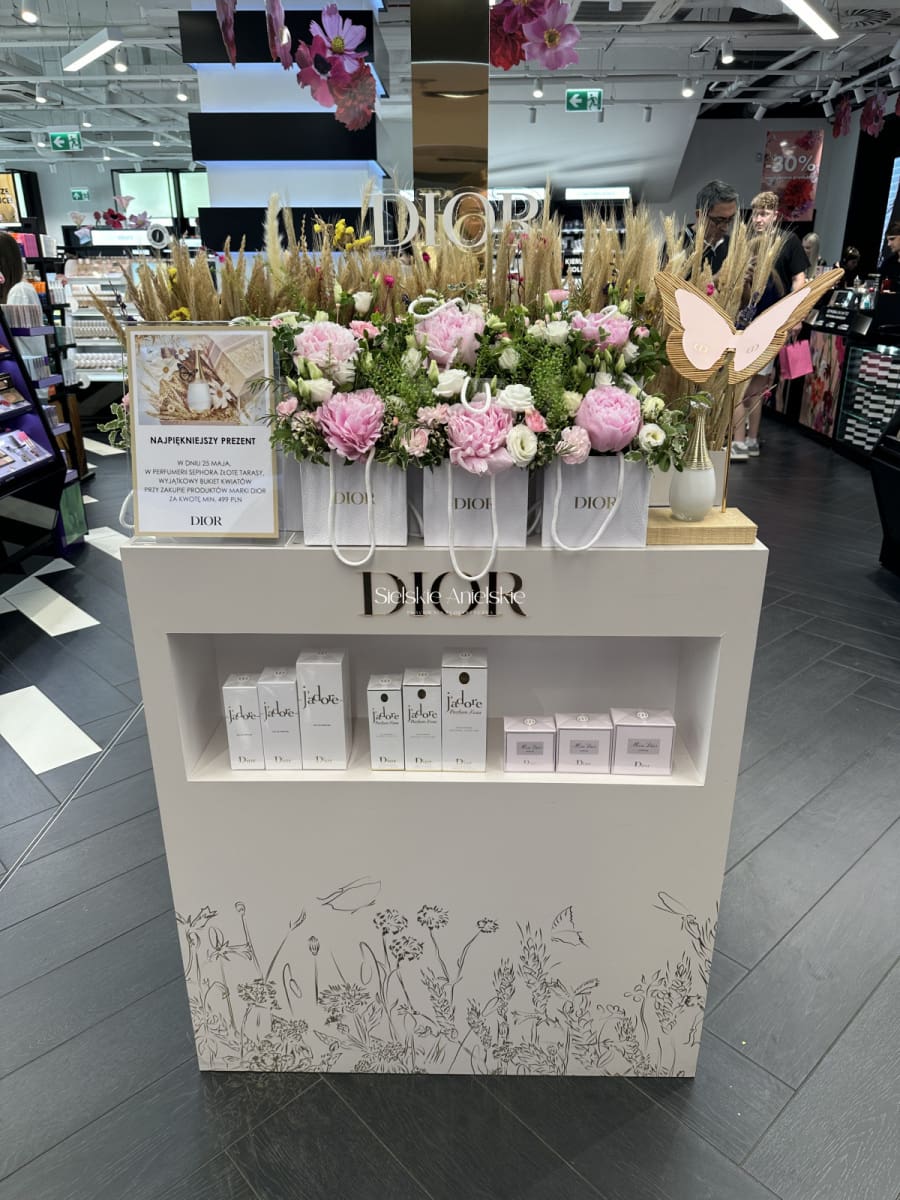 -30%
DIOR
NAJPIĘKNIEJSZY PREZENT
W DNIU 25 MAJA,
W PERFUMERII SEPHORA ZŁOTE TARASY,
WYJĄTKOWY BUKIET KWIATÓW
PRZY ZAKUPIE PRODUKTÓW MARKI DIOR
ZA KWOTĘ MIN. 499 PLN
DIOR
DIOR
DIOR
DIOR
DIOR
Sielskie Anielskie
j'adore
j'adore
j'adore
Dior
Dior
Dior
j'adore
j'adore
j'adore
Parfum d'eau
Parfum d'eau
Parfum d'eau
Dior
Dior
Dior
Miss Dior
Miss Dior
Miss Dior
Dior
Dior
Dior